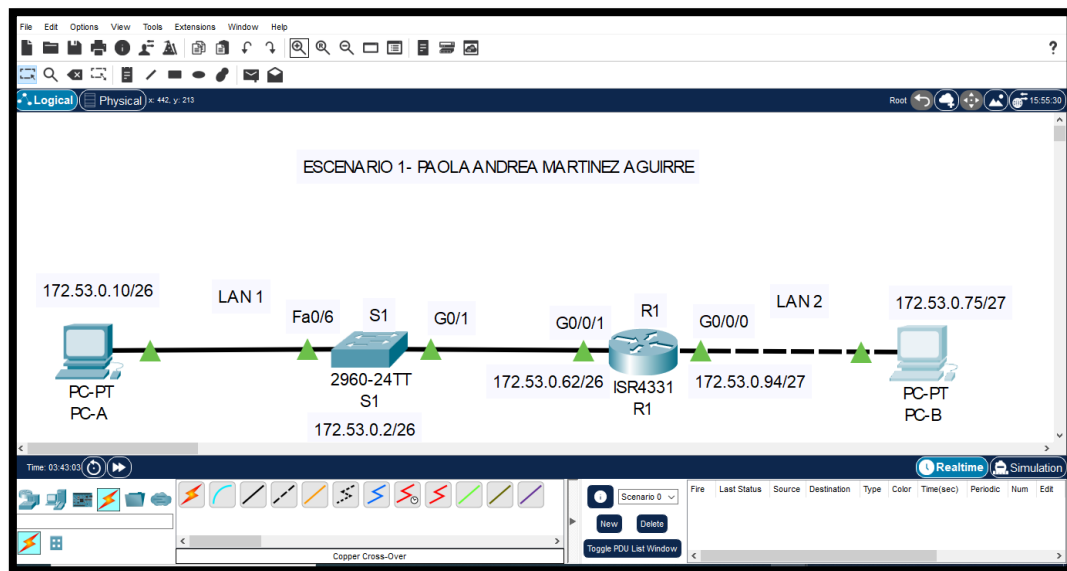 File Edit Options View Tools Extensions Window Help
?
Logical Physical x: 442, y: 213 Root 15:55:30
ESCENARIO 1- PAOLA ANDREA MARTINEZ AGUIRRE
172.53.0.10/26 LAN 1 LAN 2 172.53.0.75/27
Fa0/6 S1 G0/1 G0/0/1 R1 G0/0/0
PC-PT
PC-A
2960-24TT
S1
172.53.0.2/26
172.53.0.62/26 ISR4331 172.53.0.94/27
R1
PC-PT
PC-B
Time: 03:43:03 Realtime Simulation
Scenario 0 Fire Last Status Source Destination Type Color Time(sec) Periodic Num Edit
New Delete
Toggle PDU List Window
Copper Cross-Over